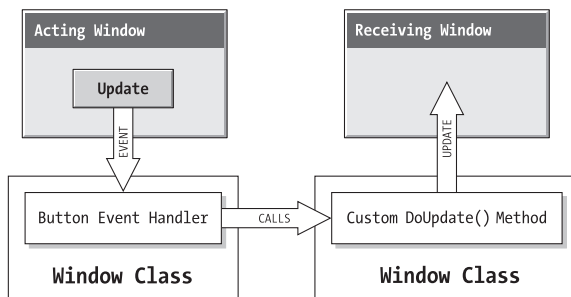 Acting Window
Update
EVENT
Button Event Handler
Window Class
CALLS
Receiving Window
UPDATE
Custom DoUpdate() Method
Window Class